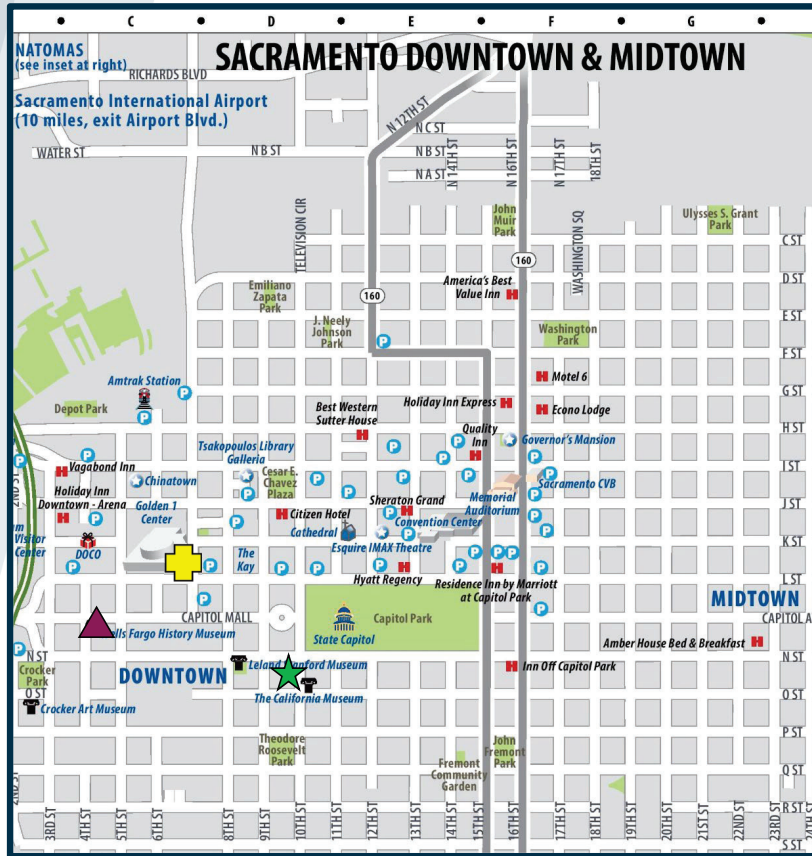 C
D
E
F
G
SACRAMENTO DOWNTOWN & MIDTOWN
NATOMAS
(see inset at right)
RICHARDS BLVD
Sacramento International Airport
(10 miles, exit Airport Blvd.)
N 12TH ST
N C ST
WATER ST
N B ST
N B ST
N A ST
N 14TH ST
N 16TH ST
N 17TH ST
18TH ST
TELEVISION CIR
WASHINGTON SQ
John
Muir
Park
Ulysses S. Grant
Park
C ST
160
D ST
Emiliano
Zapata
Park
America's Best
Value Inn
160
E ST
J. Neely
Johnson
Park
P
Washington
Park
F ST
Amtrak Station
P
Motel 6
G ST
Depot Park
P
Best Western
Sutter House
Holiday Inn Express
Econo Lodge
H ST
Quality
Inn
Governor's Mansion
Tsakopoulos Library
Galleria
Vagabond Inn
Chinatown
Cesar E.
Chavez
Plaza
I ST
Sacramento CVB
2ND ST
Holiday Inn
Downtown - Arena
Golden 1
Center
Sheraton Grand
Memorial
Auditorium
J ST
Citizen Hotel
Convention Center
Visitor
Center
DOCO
The
Kay
Cathedral
Esquire IMAX Theatre
K ST
Hyatt Regency
Residence Inn by Marriott
at Capitol Park
L ST
MIDTOWN
CAPITOL MALL
Capitol Park
CAPITOL A
lls Fargo History Museum
State Capitol
Amber House Bed & Breakfast
N ST
N ST
Crocker
Park
DOWNTOWN
Leland Stanford Museum
Inn Off Capitol Park
O ST
The California Museum
O ST
Crocker Art Museum
P ST
Theodore
Roosevelt
Park
John
Fremont
Park
Fremont
Community
Garden
Q ST
2ND ST
3RD ST
4TH ST
5TH ST
6TH ST
8TH ST
9TH ST
10TH ST
11TH ST
12TH ST
13TH ST
14TH ST
15TH ST
16TH ST
17TH ST
18TH ST
19TH ST
20TH ST
21ST ST
22ND ST
23RD ST
R ST
S ST